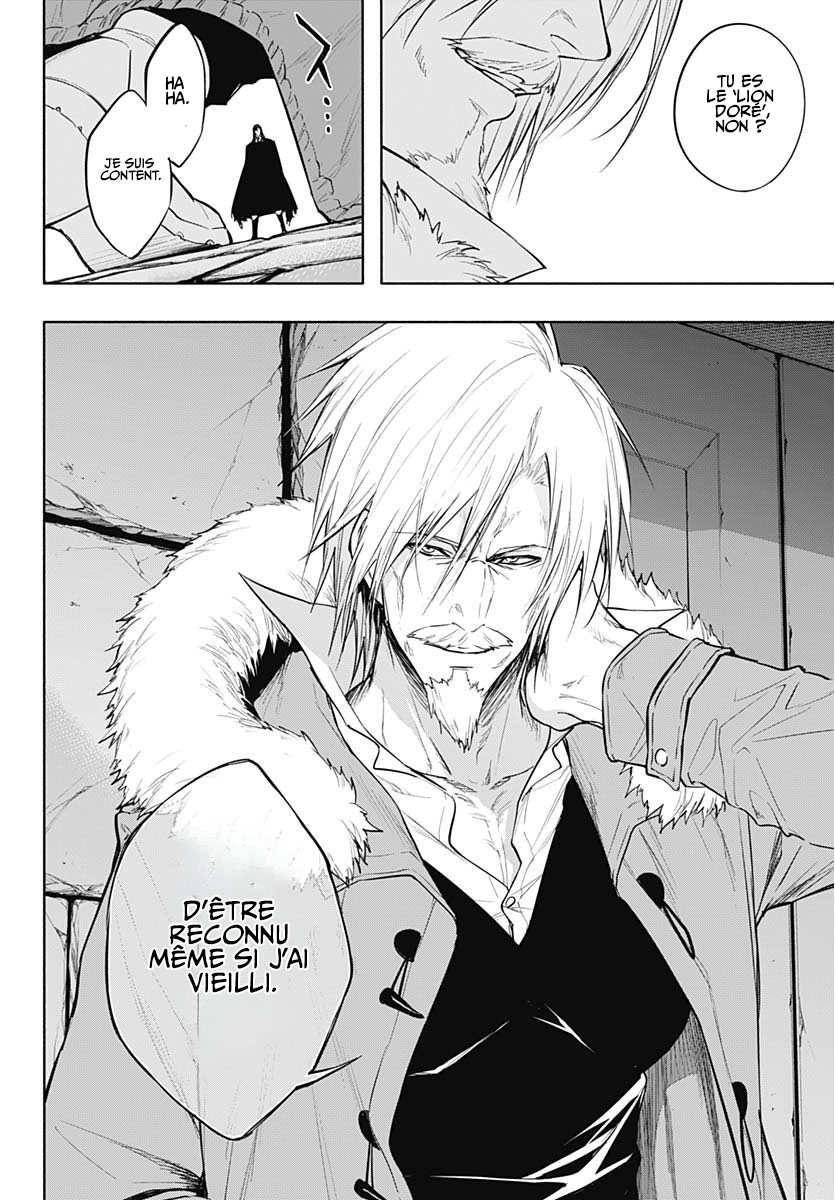 TU ES
LE 'LION
DORÉ',
NON ?
HA
HA.
JE SUIS
CONTENT.
D'ÊTRE
RECONNU
MÊME SI J'AI
VIEILLI.